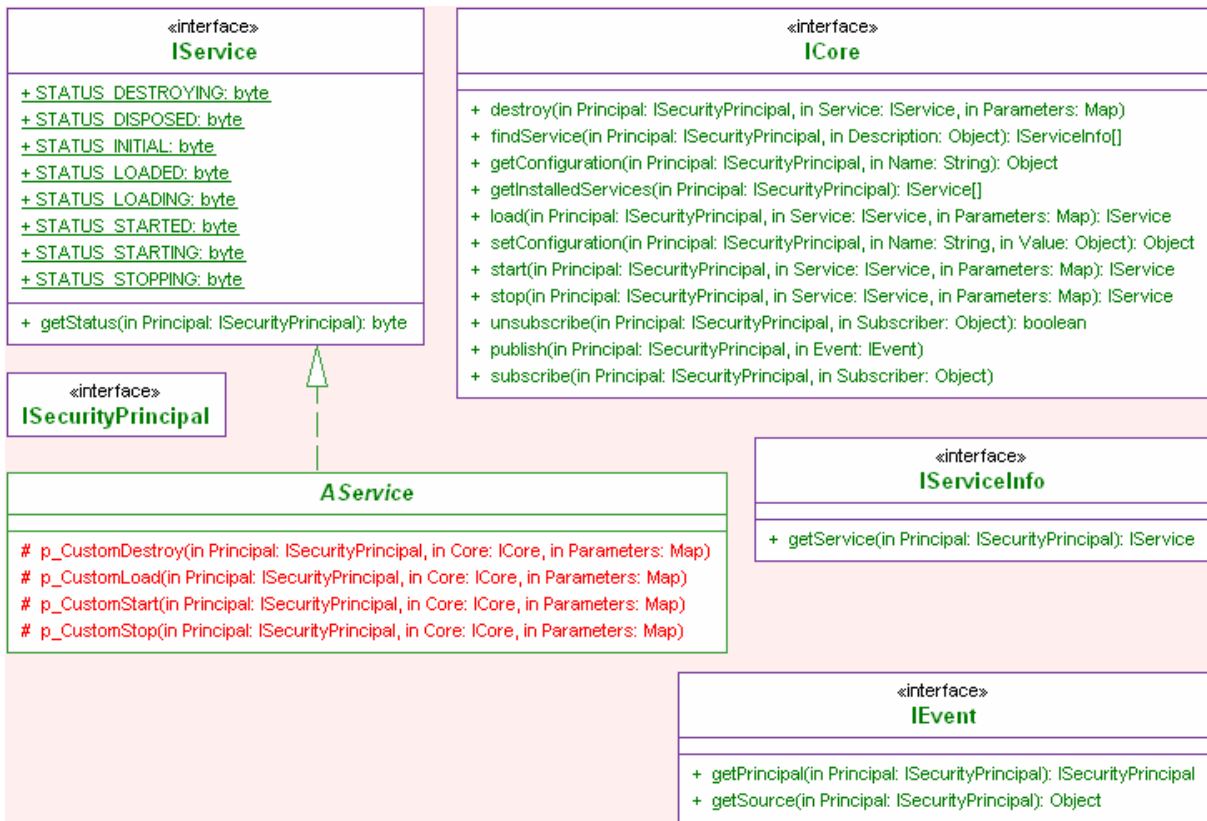 «interface»
IService
+ STATUS_DESTROYING: byte
+ STATUS_DISPOSED: byte
+ STATUS_INITIAL: byte
+ STATUS_LOADED: byte
+ STATUS_LOADING: byte
+ STATUS_STARTED: byte
+ STATUS_STARTING: byte
+ STATUS_STOPPING: byte
+ getStatus(in Principal: ISecurityPrincipal): byte
«interface»
ICore
+ destroy(in Principal: ISecurityPrincipal, in Service: IService, in Parameters: Map)
+ findService(in Principal: ISecurityPrincipal, in Description: Object): IServiceInfo[]
+ getConfiguration(in Principal: ISecurityPrincipal, in Name: String): Object
+ getInstalledServices(in Principal: ISecurityPrincipal): IService[]
+ load(in Principal: ISecurityPrincipal, in Service: IService, in Parameters: Map): IService
+ setConfiguration(in Principal: ISecurityPrincipal, in Name: String, in Value: Object): Object
+ start(in Principal: ISecurityPrincipal, in Service: IService, in Parameters: Map): IService
+ stop(in Principal: ISecurityPrincipal, in Service: IService, in Parameters: Map): IService
+ unsubscribe(in Principal: ISecurityPrincipal, in Subscriber: Object): boolean
+ publish(in Principal: ISecurityPrincipal, in Event: IEvent)
+ subscribe(in Principal: ISecurityPrincipal, in Subscriber: Object)
«interface»
ISecurityPrincipal
AService
# p_CustomDestroy(in Principal: ISecurityPrincipal, in Core: ICore, in Parameters: Map)
# p_CustomLoad(in Principal: ISecurityPrincipal, in Core: ICore, in Parameters: Map)
# p_CustomStart(in Principal: ISecurityPrincipal, in Core: ICore, in Parameters: Map)
# p_CustomStop(in Principal: ISecurityPrincipal, in Core: ICore, in Parameters: Map)
«interface»
IServiceInfo
+ getService(in Principal: ISecurityPrincipal): IService
«interface»
IEvent
+ getPrincipal(in Principal: ISecurityPrincipal): ISecurityPrincipal
+ getSource(in Principal: ISecurityPrincipal): Object